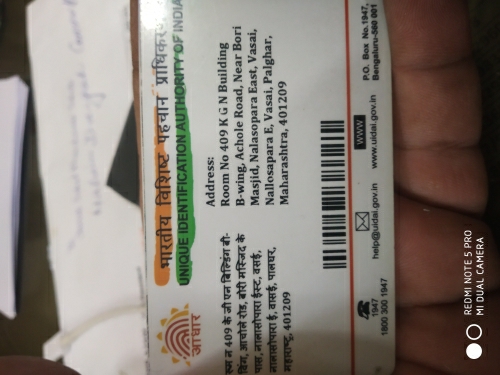 भारतीय विशिष्ट पहचान प्राधिकरण
UNIQUE IDENTIFICATION AUTHORITY OF INDIA
आधार
रुम न 409 के जी एन बिल्डिंग बी-
विंग, आचोले रोड, बोरी मस्जिद के
पास, नालासोपारा ईस्ट, वसई,
नालासोपारा ई, वसई, पालघर,
महाराष्ट्र, 401209
Address:
Room No 409 K G N Building
B-wing, Achole Road, Near Bori
Masjid, Nalasopara East, Vasai,
Nallosapara E, Vasai, Palghar,
Maharashtra, 401209
1947
1800 300 1947
help@uidai.gov.in
WWW
www.uidai.gov.in
P.O. Box No.1947,
Bengaluru-560 001
REDMI NOTE 5 PRO
MI DUAL CAMERA